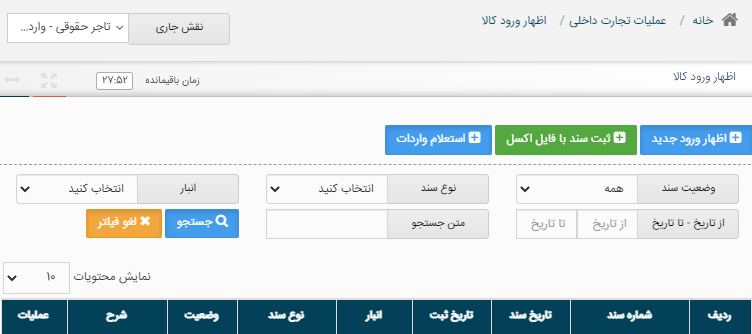 خانه / عملیات تجارت داخلی / اظهار ورود کالا
نقش جاری تاجر حقوقی - وارد...
اظهار ورود کالا
زمان باقیمانده ۲۷:۵۲
اظهار ورود جدید ثبت سند با فایل اکسل استعلام واردات
وضعیت سند همه نوع سند انتخاب کنید انبار انتخاب کنید
از تاریخ - تا تاریخ از تاریخ تا تاریخ متن جستجو جستجو لغو فیلتر
نمایش محتویات ۱۰
ردیف شماره سند تاریخ سند تاریخ ثبت انبار نوع سند وضعیت شرح عملیات